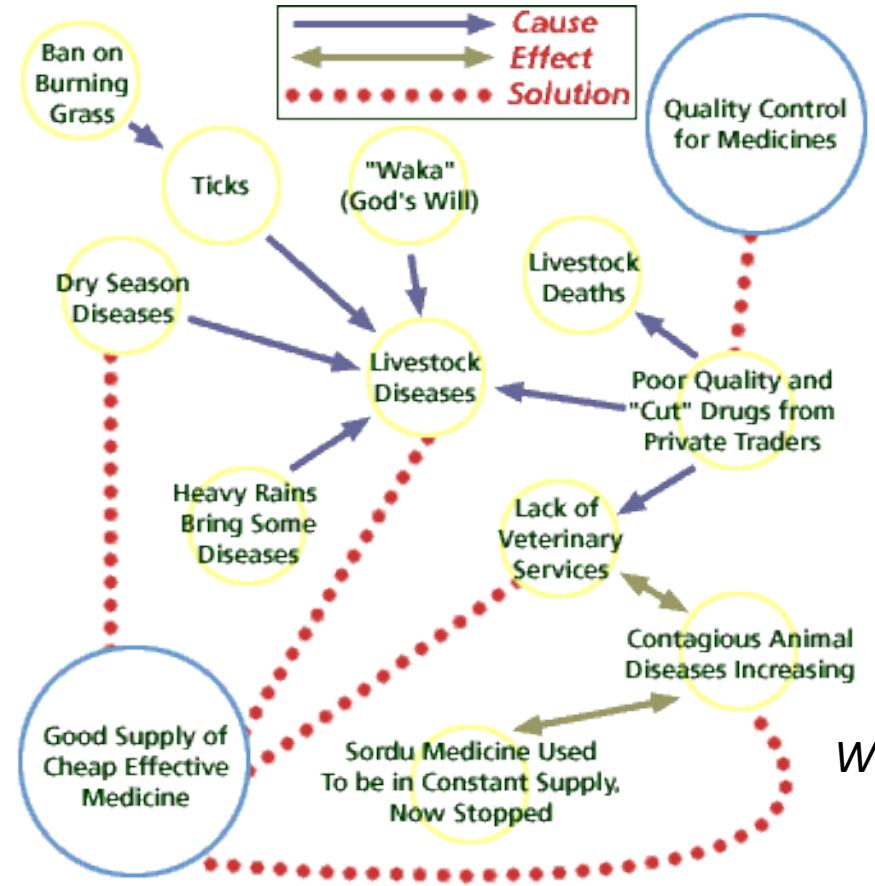 Cause
Effect
Solution
Ban on
Burning
Grass
Quality Control
for Medicines
Ticks
"Waka"
(God's Will)
Livestock
Deaths
Dry Season
Diseases
Livestock
Diseases
Poor Quality and
"Cut" Drugs from
Private Traders
Heavy Rains
Bring Some
Diseases
Lack of
Veterinary
Services
Contagious Animal
Diseases Increasing
Good Supply of
Cheap Effective
Medicine
Sordu Medicine Used
To be in Constant Supply,
Now Stopped
W